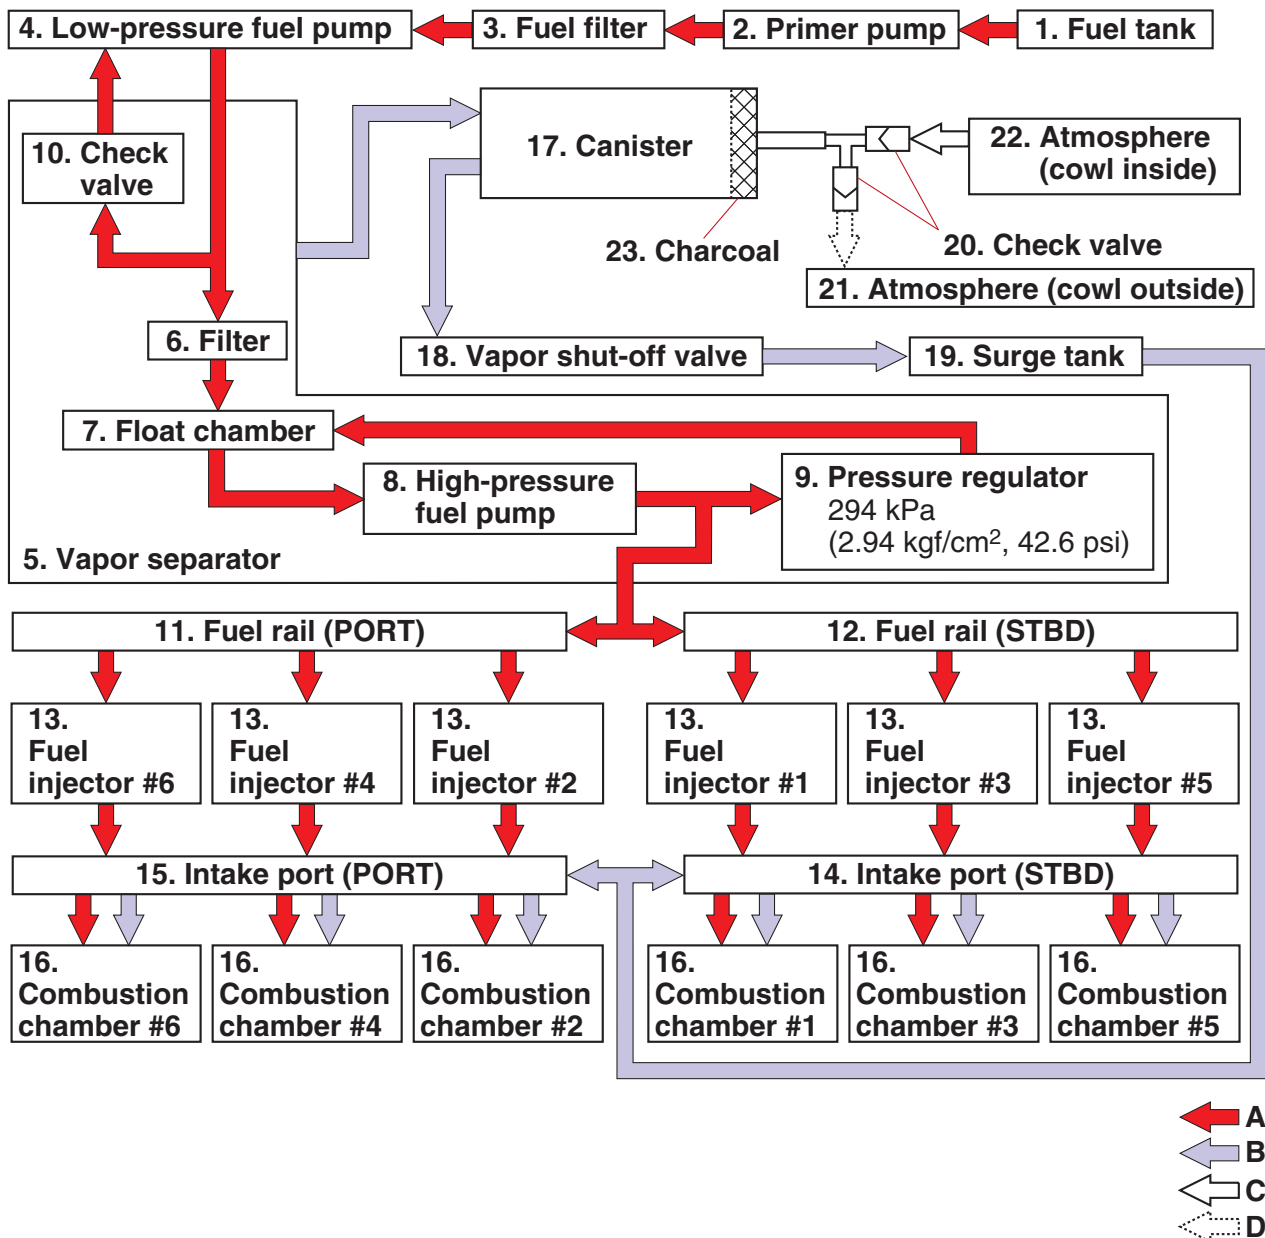 4. Low-pressure fuel pump
3. Fuel filter
2. Primer pump
1. Fuel tank
10. Check
valve
17. Canister
22. Atmosphere
(cowl inside)
23. Charcoal
20. Check valve
21. Atmosphere (cowl outside)
6. Filter
18. Vapor shut-off valve
19. Surge tank
7. Float chamber
8. High-pressure
fuel pump
9. Pressure regulator
294 kPa
(2.94 kgf/cm², 42.6 psi)
5. Vapor separator
11. Fuel rail (PORT)
12. Fuel rail (STBD)
13.
Fuel
injector #6
13.
Fuel
injector #4
13.
Fuel
injector #2
13.
Fuel
injector #1
13.
Fuel
injector #3
13.
Fuel
injector #5
15. Intake port (PORT)
14. Intake port (STBD)
16.
Combustion
chamber #6
16.
Combustion
chamber #4
16.
Combustion
chamber #2
16.
Combustion
chamber #1
16.
Combustion
chamber #3
16.
Combustion
chamber #5
A
B
C
D